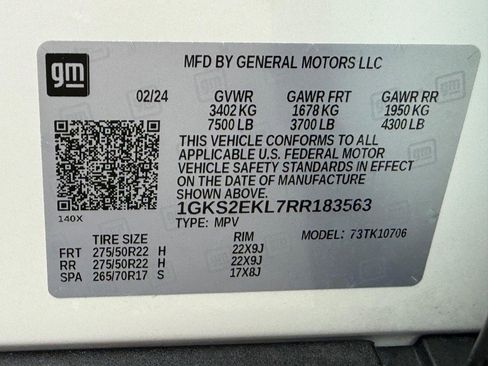 gm
MFD BY GENERAL MOTORS LLC
02/24 GVWR GAWR FRT GAWR RR
3402 KG 1678 KG 1950 KG
7500 LB 3700 LB 4300 LB
THIS VEHICLE CONFORMS TO ALL
APPLICABLE U.S. FEDERAL MOTOR
VEHICLE SAFETY STANDARDS IN EFFECT
ON THE DATE OF MANUFACTURE
SHOWN ABOVE.
140X
1GKS2EKL7RR183563
TYPE: MPV MODEL: 73TK10706
TIRE SIZE RIM
FRT 275/50R22 H 22X9J
RR 275/50R22 H 22X9J
SPA 265/70R17 S 17X8J